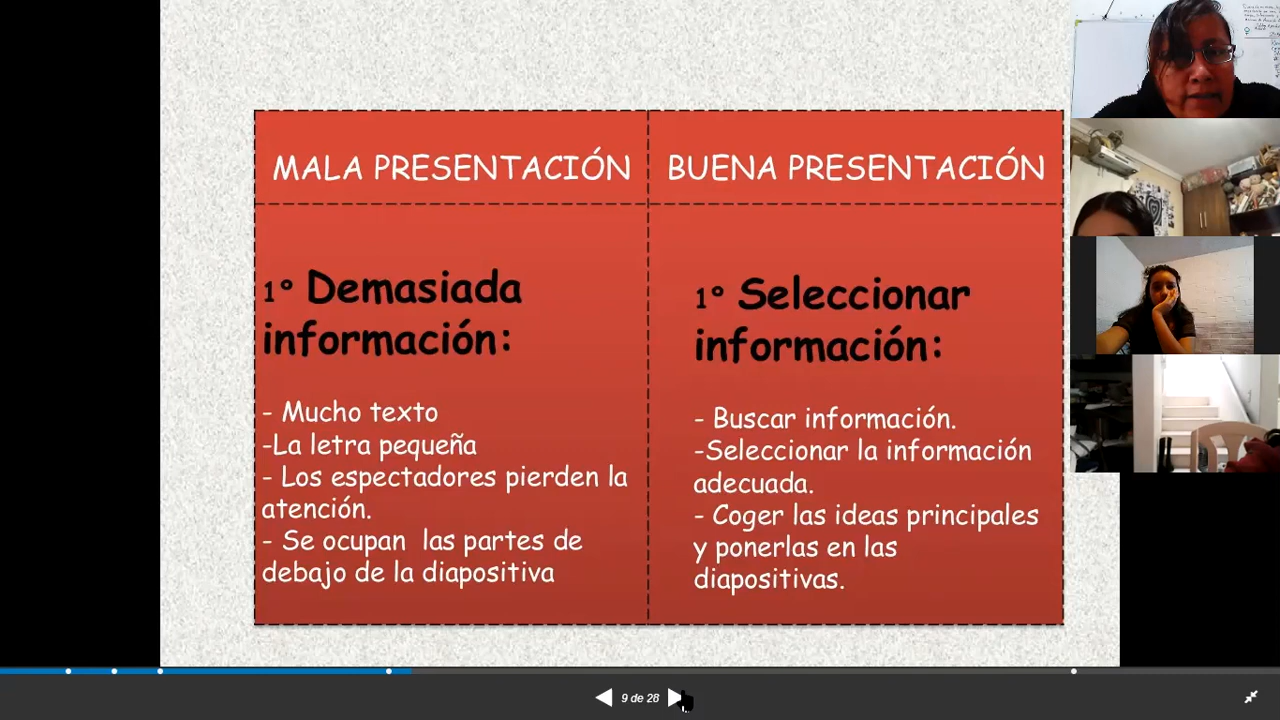 MALA PRESENTACIÓN
BUENA PRESENTACIÓN
1° Demasiada
información:
- Mucho texto
-La letra pequeña
- Los espectadores pierden la
atención.
- Se ocupan las partes de
debajo de la diapositiva
1° Seleccionar
información:
- Buscar información.
-Seleccionar la información
adecuada.
- Coger las ideas principales
y ponerlas en las
diapositivas.
9 de 28